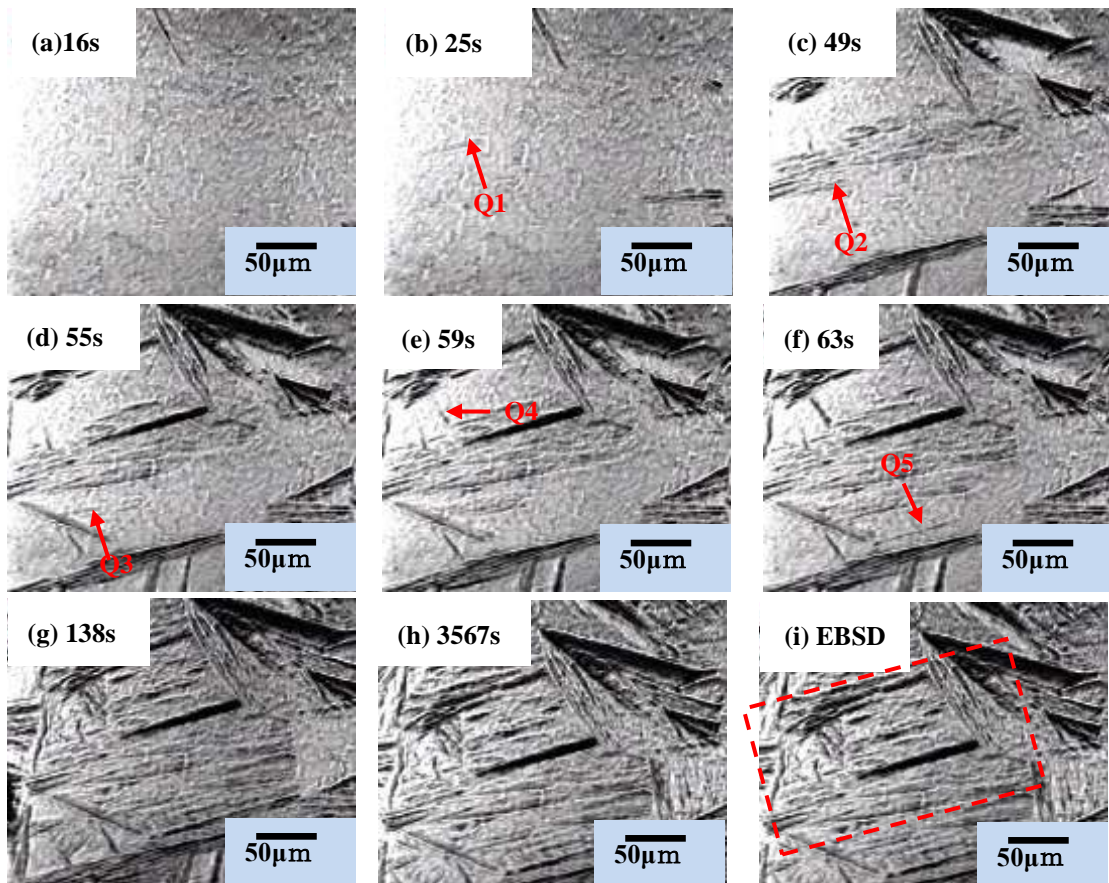 (a)16s
50µm
(b) 25s
Q1
50µm
(c) 49s
Q2
50µm
(d) 55s
Q3
50µm
(e) 59s
Q4
50µm
(f) 63s
Q5
50µm
(g) 138s
50µm
(h) 3567s
50µm
(i) EBSD
50µm